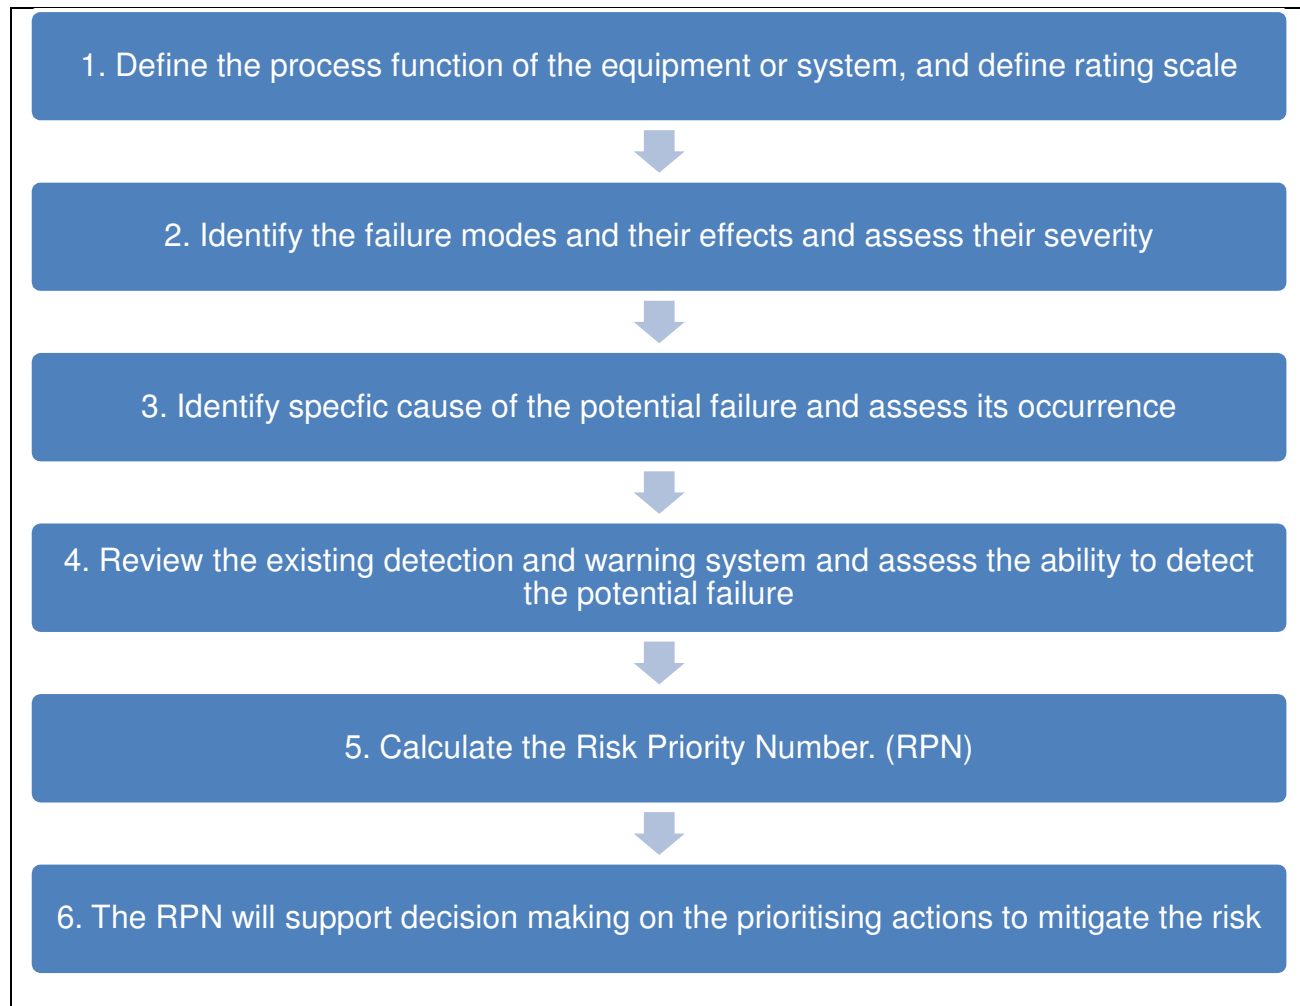 1. Define the process function of the equipment or system, and define rating scale
2. Identify the failure modes and their effects and assess their severity
3. Identify specfic cause of the potential failure and assess its occurrence
4. Review the existing detection and warning system and assess the ability to detect
the potential failure
5. Calculate the Risk Priority Number. (RPN)
6. The RPN will support decision making on the prioritising actions to mitigate the risk